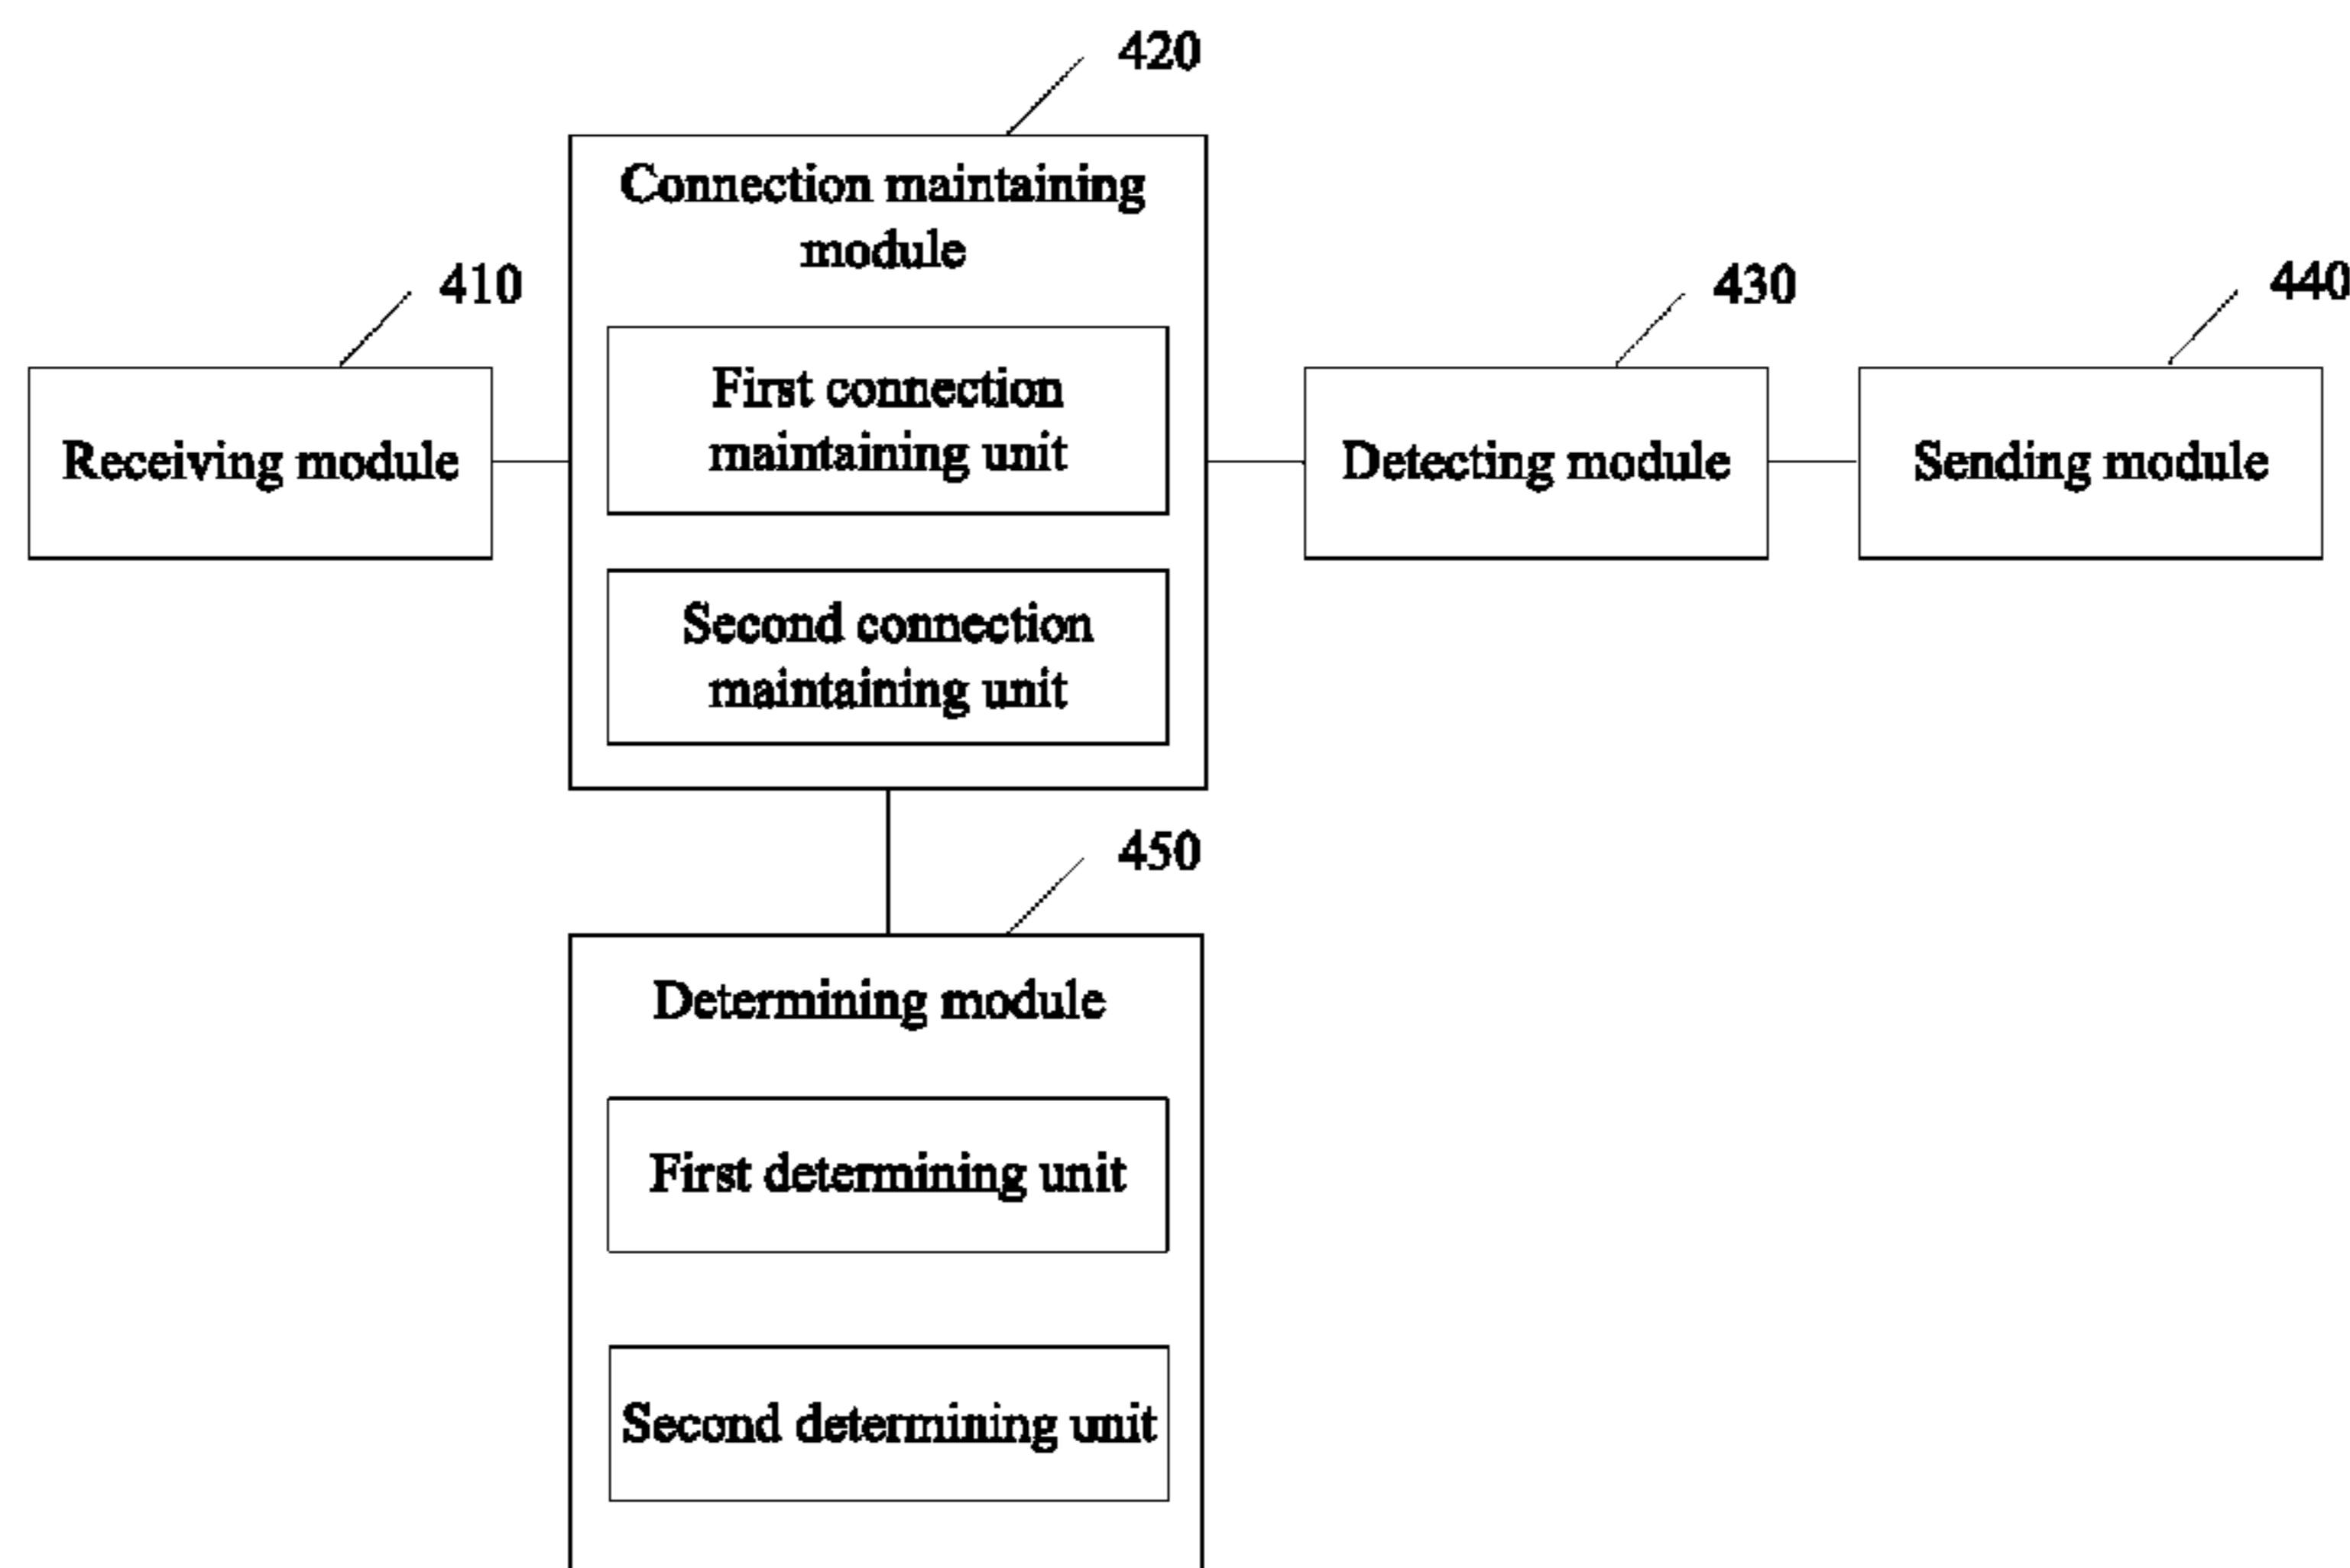 420
Connection maintaining
module
410
430
440
First connection
maintaining unit
Receiving module
Detecting module
Sending module
Second connection
maintaining unit
450
Determining module
First determining unit
Second determining unit